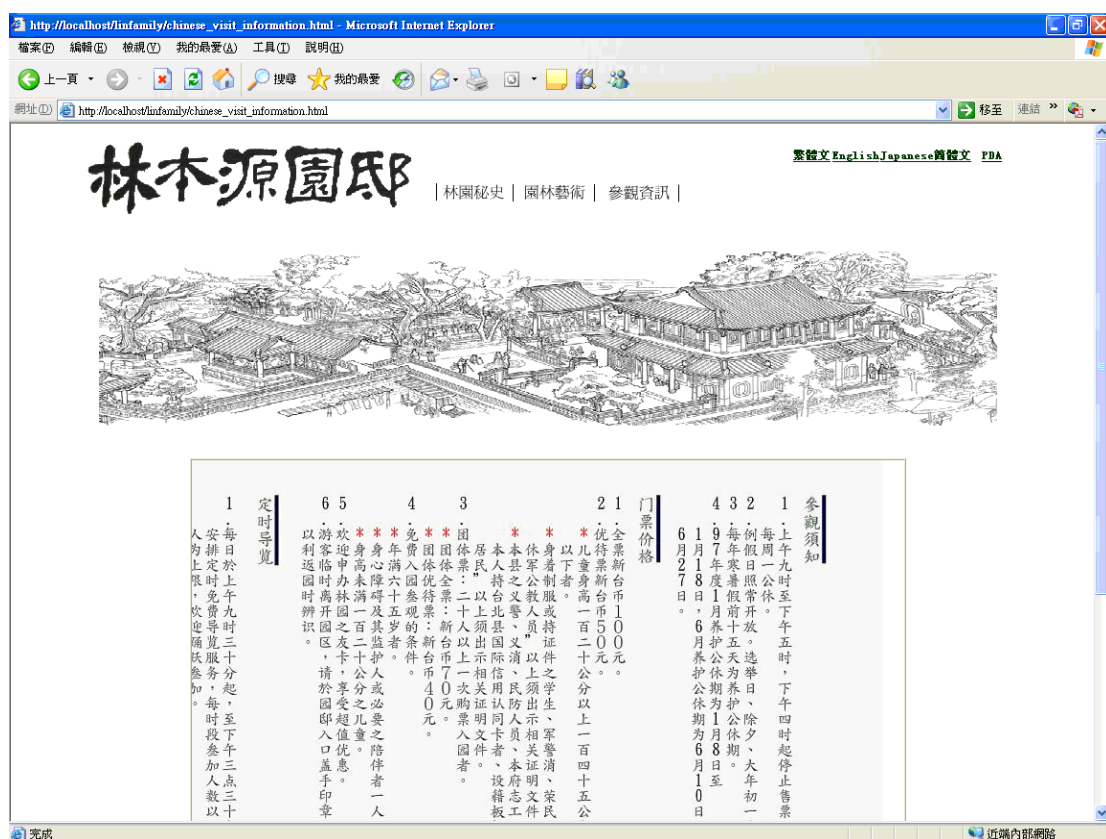 http://localhost/linfamily/chinese_visit_information.html - Microsoft Internet Explorer
檔案(F) 編輯(E) 檢視(V) 我的最愛(A) 工具(T) 說明(H)
上一頁 搜尋 我的最愛
網址(D) http://localhost/linfamily/chinese_visit_information.html 移至 連結 »
繁體文 English Japanese 簡體文 PDA
林本源園邸
| 林園秘史 | 園林藝術 | 參觀資訊 |
參觀須知
1.上午九时至下午五时,下午四时起停止售票
每周一公休。
2.例假日照常开放。选举日、除夕、大年初一
3.每年寒暑假前十五天为养护公休期。
4.97年度1月养护公休期为1月8日至
1月18日,6月养护公休期为6月10日
6月27日。
门票价格
1.全票新台币100元。
2.优待票新台币50元。
*儿童身高一百二十公分以上一百四十五公
以下者。
*身着制服或持证件之学生、军警消、荣民
休军公教人员”以上须出示相关证明文件
*本县之义警、义消、民防人员、本府志工
本人持台北县国际信用认同卡者、设籍板
居民”以上须出示相关证明文件。
3.团体票:二十人以上一次购票入园者。
*团体全票:新台币70元。
*团体优待票:新台币40元。
4.免费入园叁观的条件。
*年满六十五岁者。
*身心障碍及其监护人或必要之陪伴者一人
*身高未满一百二十公分之儿童。
5.欢迎申办林园之友卡,享受超值优惠。
6.游客临时离开园区,请於园邸入口盖手印章
以利返园时辨识。
定时导览
1.每日於上午九时三十分起,至下午三点三十
安排定时免费导览服务,每时段叁加人数以十
人为上限,欢迎踊跃叁加。
完成 近端內部網路